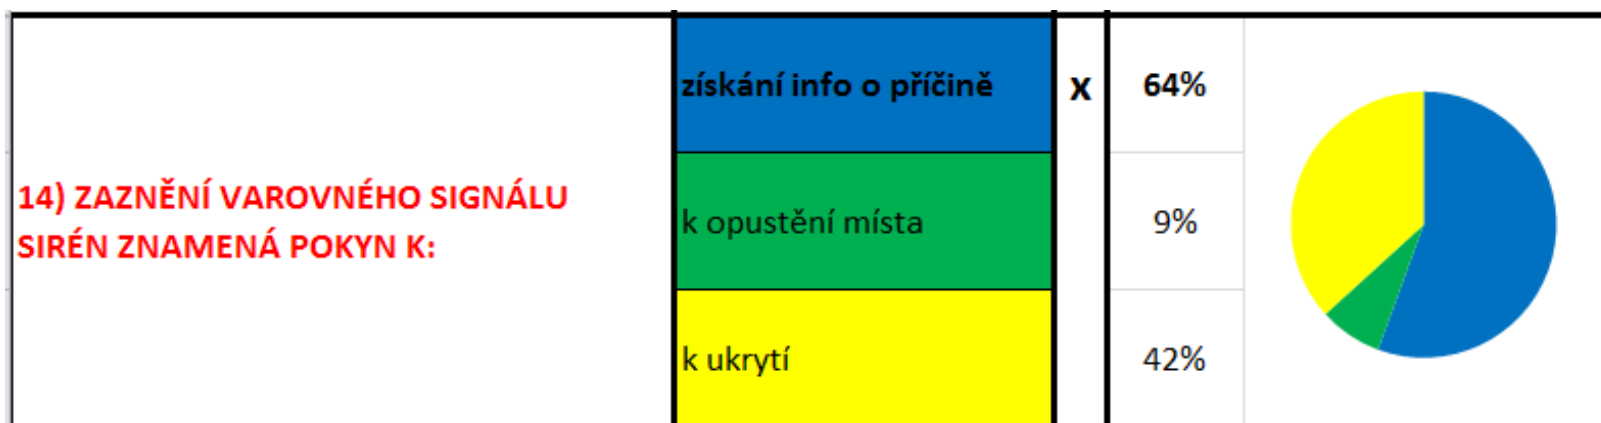 získání info o příčině x 64%
14) ZAZNĚNÍ VAROVNÉHO SIGNÁLU
SIRÉN ZNAMENÁ POKYN K:
k opustění místa 9%
k ukrytí 42%